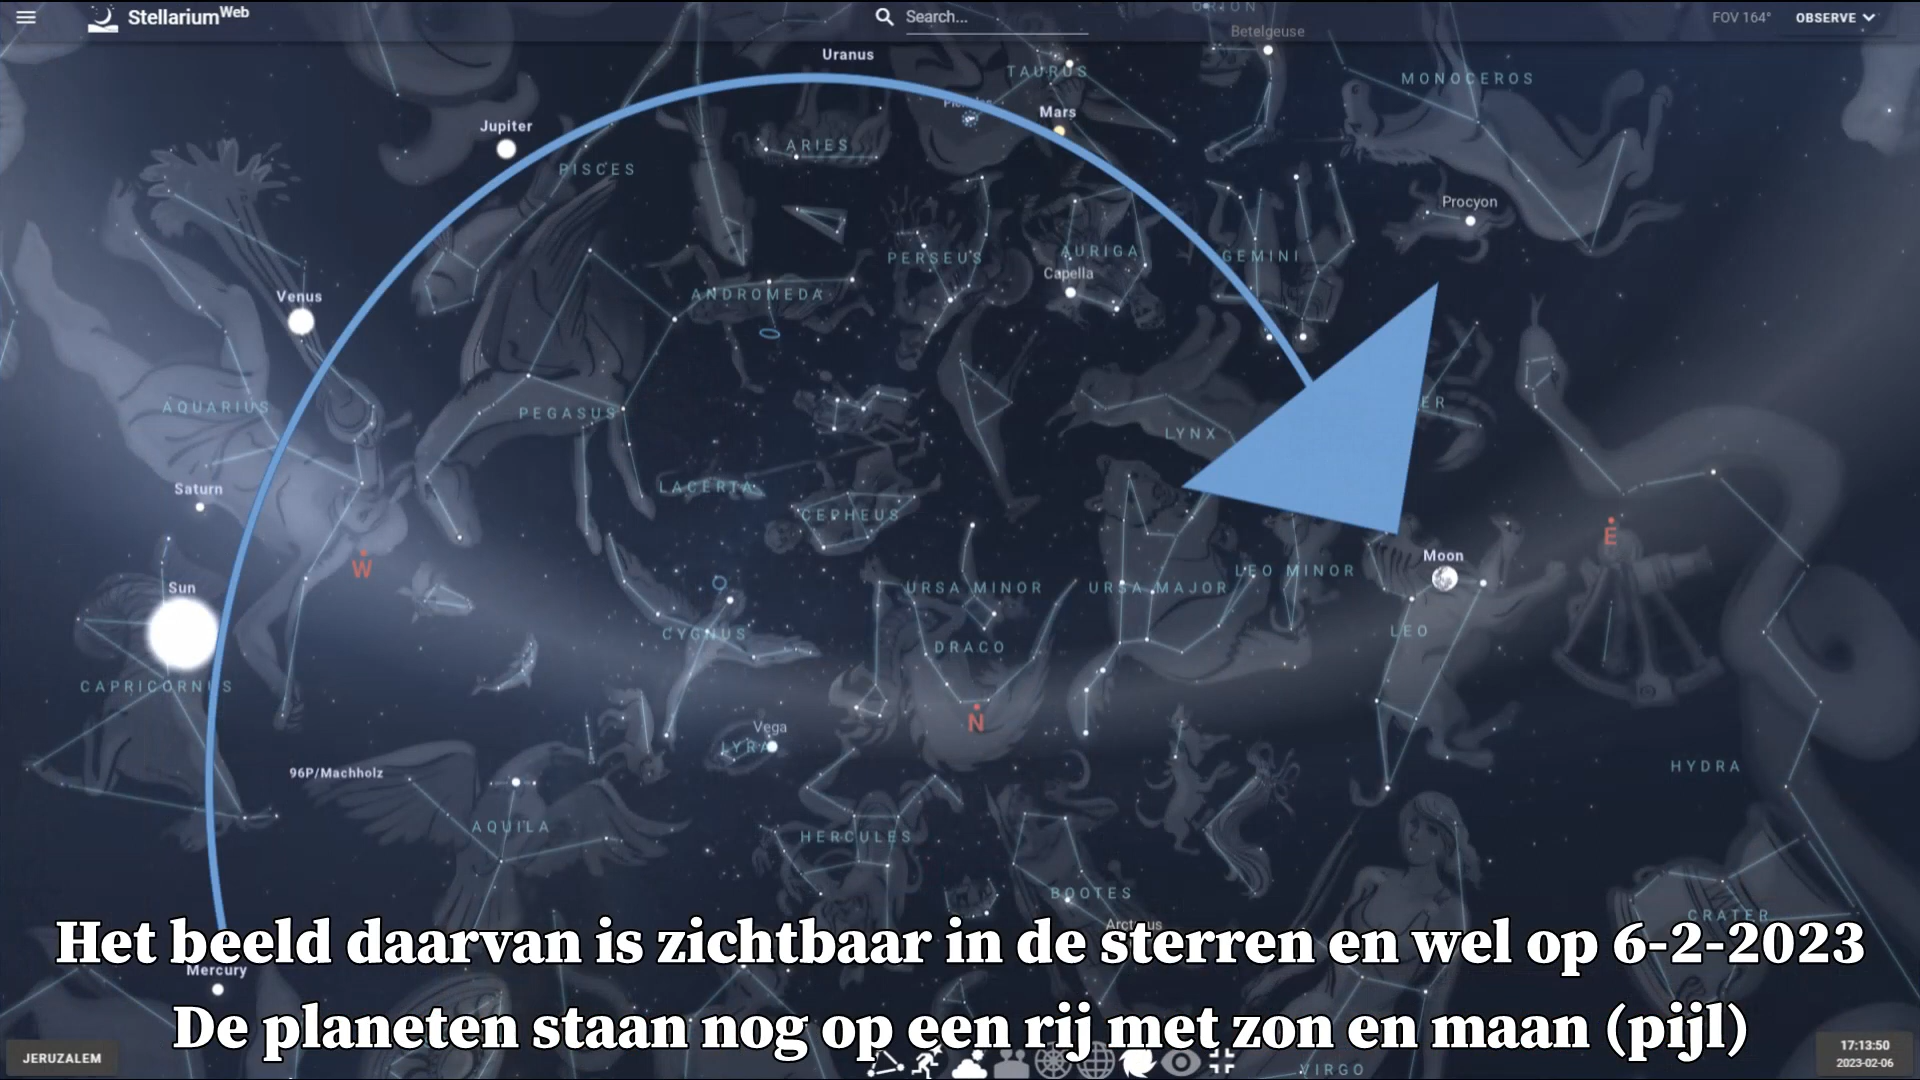 StellariumWeb
Search...
FOV 164°
OBSERVE
ORION
Betelgeuse
Uranus
TAURUS
MONOCEROS
Pleiades
Mars
Jupiter
ARIES
PISCES
Procyon
PERSEUS
AURIGA
GEMINI
Capella
Venus
ANDROMEDA
AQUARIUS
PEGASUS
ER
LYNX
Saturn
LACERTA
CEPHEUS
E
W
Moon
Sun
URSA MINOR
URSA MAJOR
LEO MINOR
CYGNUS
DRACO
LEO
CAPRICORNUS
N
Vega
LYRA
96P/Machholz
HYDRA
AQUILA
HERCULES
BOOTES
CRATER
Het beeld daarvan is zichtbaar in de sterren en wel op 6-2-2023
Mercury
De planeten staan nog op een rij met zon en maan (pijl)
JERUZALEM
VIRGO
17:13:50
2023-02-06